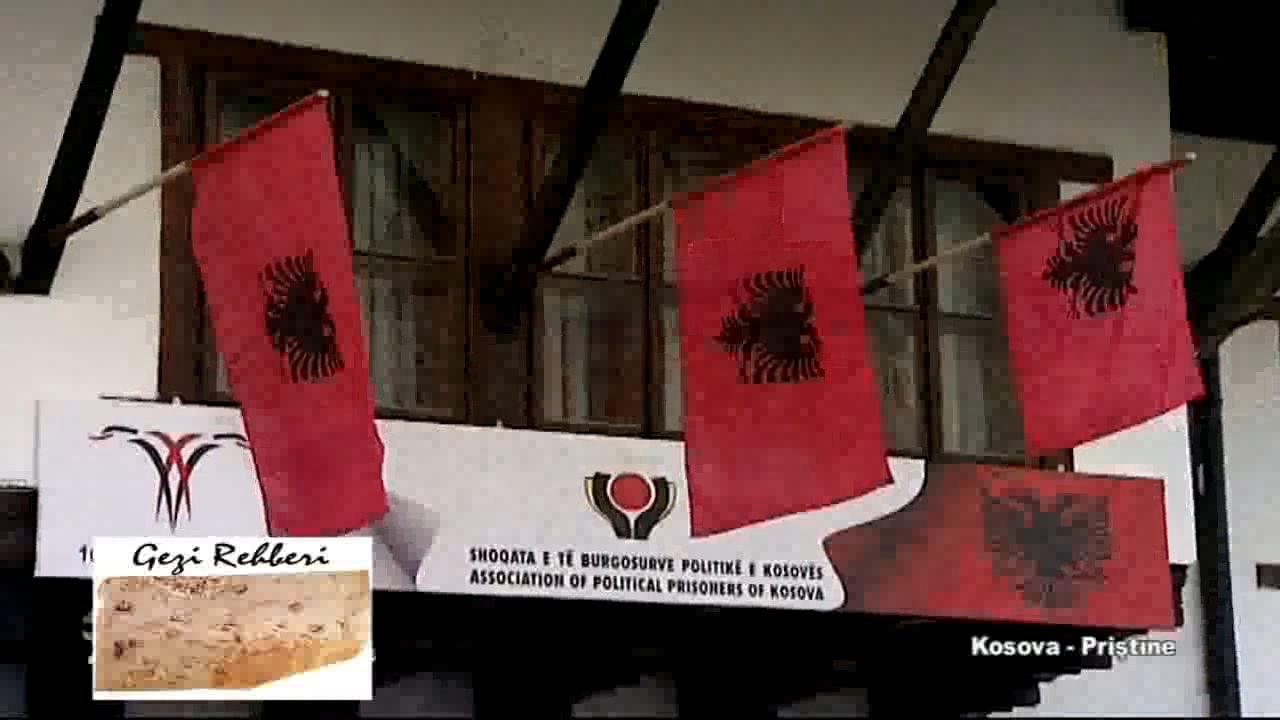 SHOQATA E TË BURGOSURVE POLITIKË E KOSOVËS
ASSOCIATION OF POLITICAL PRISONERS OF KOSOVA
Gezi Rehberi
Kosova - Priştine